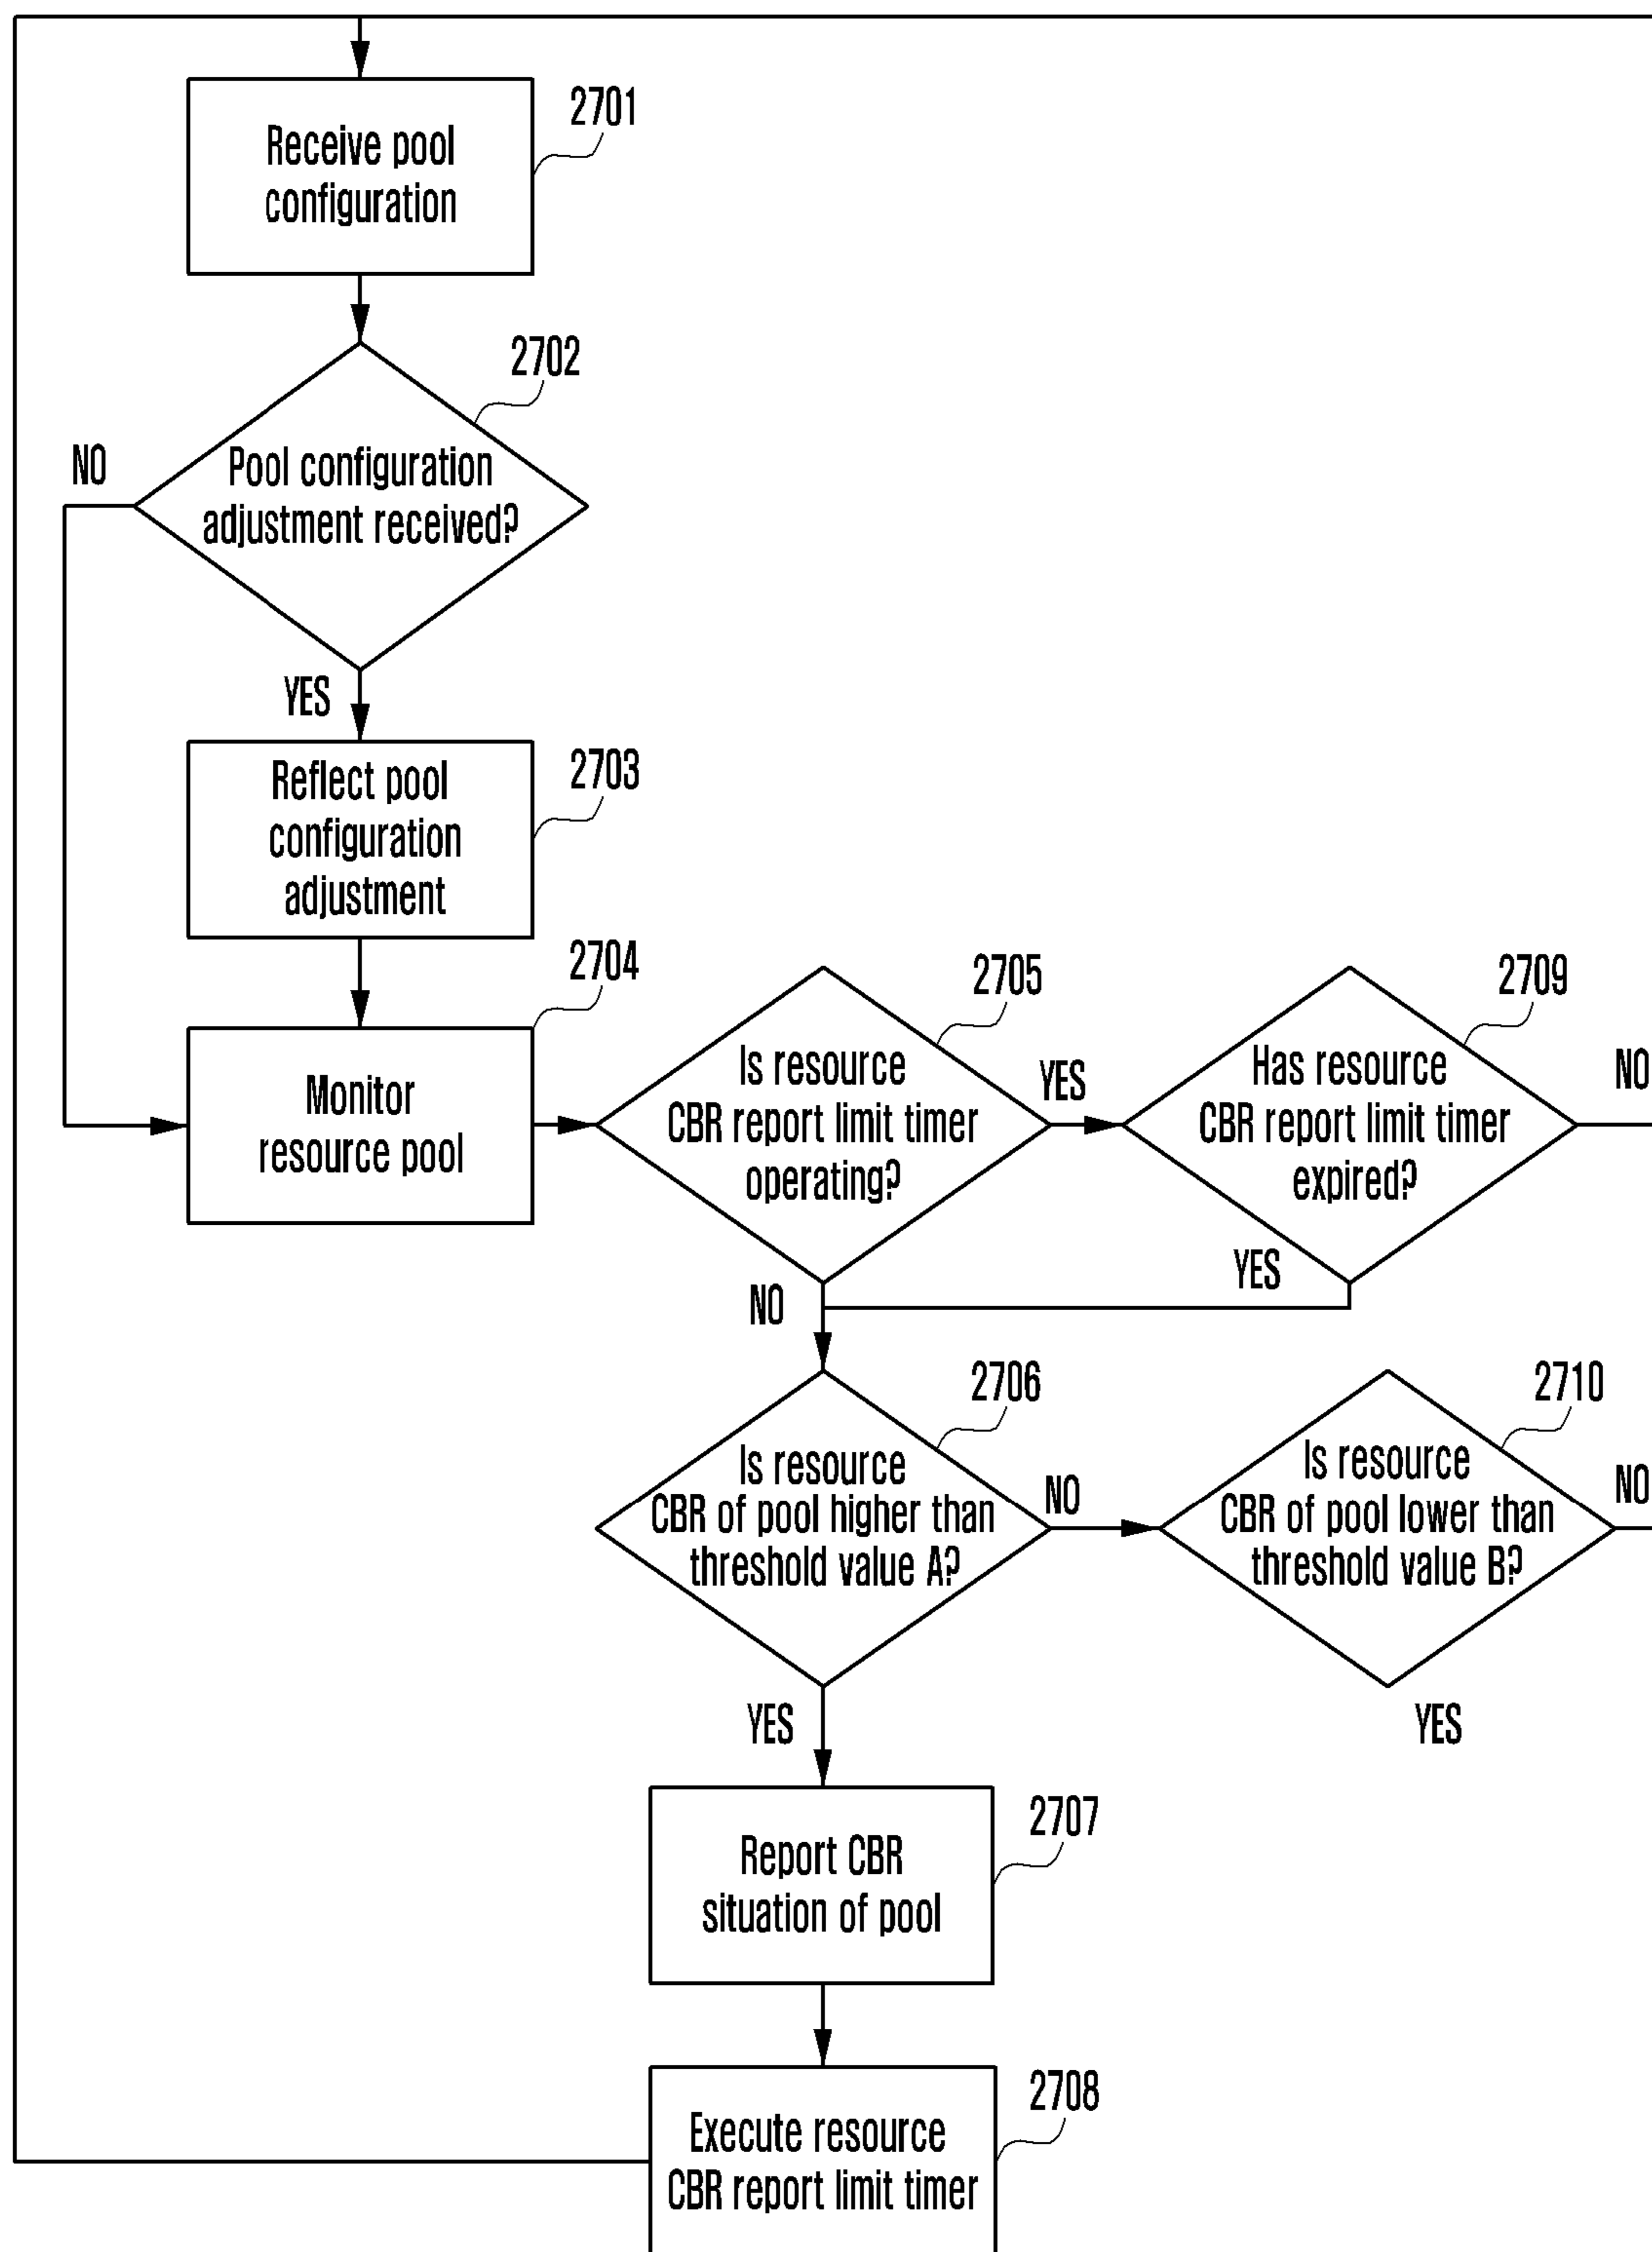 2701
Receive pool
configuration
2702
NO
Pool configuration
adjustment received?
YES
2703
Reflect pool
configuration
adjustment
2704
Monitor
resource pool
2705
Is resource
CBR report limit timer
operating?
YES
2709
Has resource
CBR report limit timer
expired?
NO
YES
NO
2706
Is resource
CBR of pool higher than
threshold value A?
NO
2710
Is resource
CBR of pool lower than
threshold value B?
NO
YES
YES
2707
Report CBR
situation of pool
2708
Execute resource
CBR report limit timer